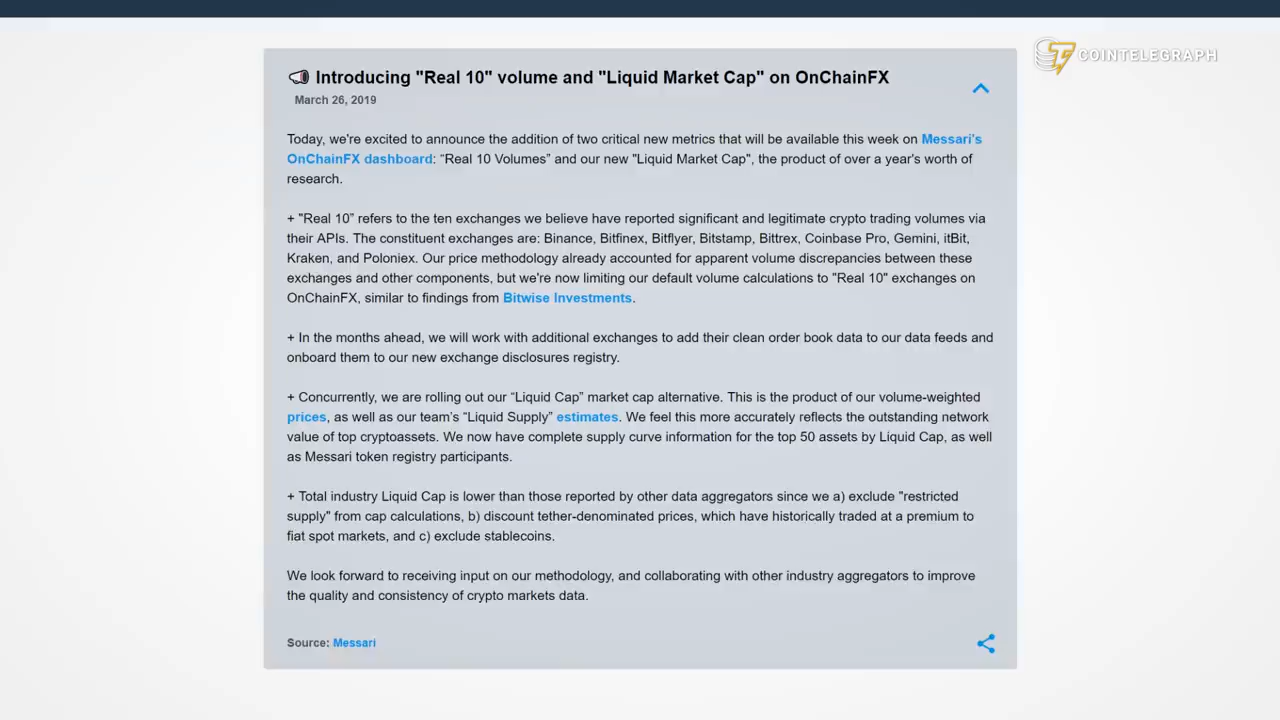 COINTELEGRAPH
Introducing "Real 10" volume and "Liquid Market Cap" on OnChainFX
March 26, 2019
Today, we're excited to announce the addition of two critical new metrics that will be available this week on Messari's
OnChainFX dashboard: “Real 10 Volumes” and our new "Liquid Market Cap", the product of over a year's worth of
research.
+ "Real 10” refers to the ten exchanges we believe have reported significant and legitimate crypto trading volumes via
their APIs. The constituent exchanges are: Binance, Bitfinex, Bitflyer, Bitstamp, Bittrex, Coinbase Pro, Gemini, itBit,
Kraken, and Poloniex. Our price methodology already accounted for apparent volume discrepancies between these
exchanges and other components, but we're now limiting our default volume calculations to "Real 10" exchanges on
OnChainFX, similar to findings from Bitwise Investments.
+ In the months ahead, we will work with additional exchanges to add their clean order book data to our data feeds and
onboard them to our new exchange disclosures registry.
+ Concurrently, we are rolling out our “Liquid Cap” market cap alternative. This is the product of our volume-weighted
prices, as well as our team's “Liquid Supply” estimates. We feel this more accurately reflects the outstanding network
value of top cryptoassets. We now have complete supply curve information for the top 50 assets by Liquid Cap, as well
as Messari token registry participants.
+ Total industry Liquid Cap is lower than those reported by other data aggregators since we a) exclude "restricted
supply" from cap calculations, b) discount tether-denominated prices, which have historically traded at a premium to
fiat spot markets, and c) exclude stablecoins.
We look forward to receiving input on our methodology, and collaborating with other industry aggregators to improve
the quality and consistency of crypto markets data.
Source: Messari